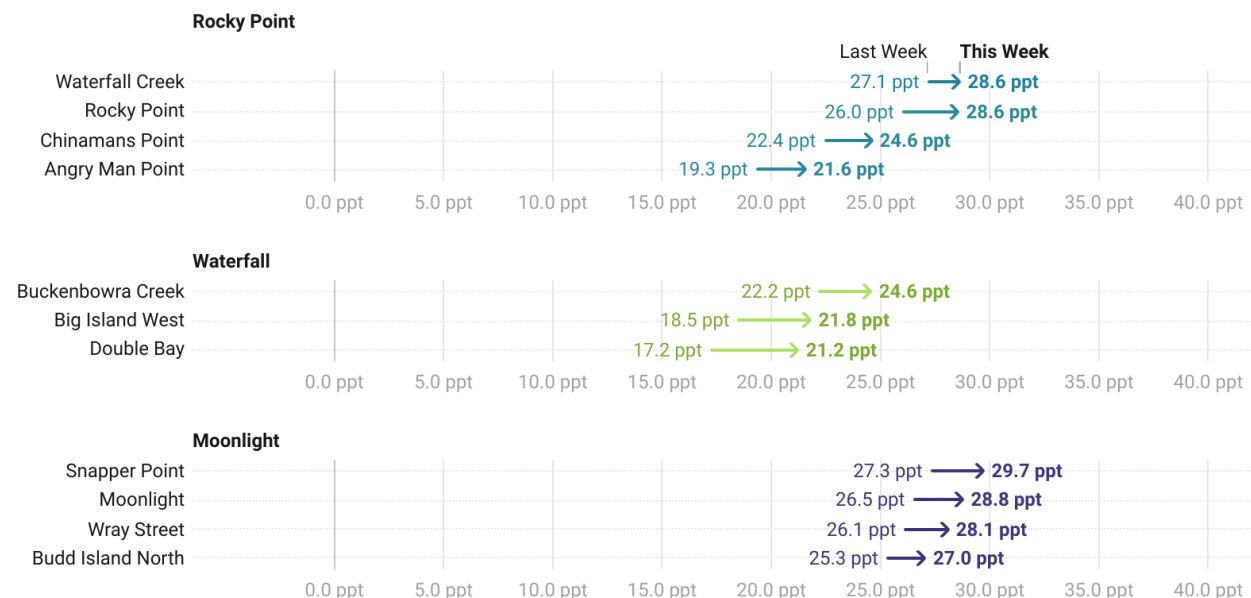 Rocky Point
Last Week This Week
Waterfall Creek 27.1 ppt 28.6 ppt
Rocky Point 26.0 ppt 28.6 ppt
Chinamans Point 22.4 ppt 24.6 ppt
Angry Man Point 19.3 ppt 21.6 ppt
0.0 ppt 5.0 ppt 10.0 ppt 15.0 ppt 20.0 ppt 25.0 ppt 30.0 ppt 35.0 ppt 40.0 ppt
Waterfall
Buckenbowra Creek 22.2 ppt 24.6 ppt
Big Island West 18.5 ppt 21.8 ppt
Double Bay 17.2 ppt 21.2 ppt
0.0 ppt 5.0 ppt 10.0 ppt 15.0 ppt 20.0 ppt 25.0 ppt 30.0 ppt 35.0 ppt 40.0 ppt
Moonlight
Snapper Point 27.3 ppt 29.7 ppt
Moonlight 26.5 ppt 28.8 ppt
Wray Street 26.1 ppt 28.1 ppt
Budd Island North 25.3 ppt 27.0 ppt
0.0 ppt 5.0 ppt 10.0 ppt 15.0 ppt 20.0 ppt 25.0 ppt 30.0 ppt 35.0 ppt 40.0 ppt